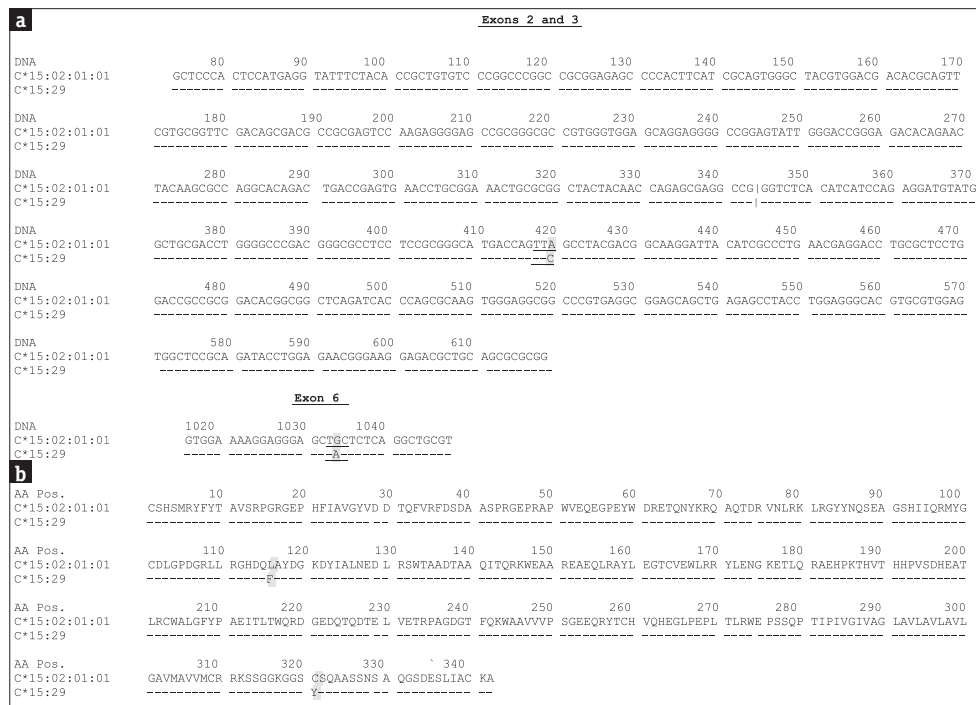 a
Exons 2 and 3
DNA 80 90 100 110 120 130 140 150 160 170
C*15:02:01:01 GCTCCCA CTCCATGAGG TATTTCTACA CCGCTGTGTC CCGGCCCGGC CGCGGAGAGC CCCACTTCAT CGCAGTGGGC TACGTGGACG ACACGCAGTT
C*15:29 ------- ---------- ---------- ---------- ---------- ---------- ---------- ---------- ---------- ----------
DNA 180 190 200 210 220 230 240 250 260 270
C*15:02:01:01 CGTGCGGTTC GACAGCGACG CCGCGAGTCC AAGAGGGGAG CCGCGGGCGC CGTGGGTGGA GCAGGAGGGG CCGGAGTATT GGGACCGGGA GACACAGAAC
C*15:29 ---------- ---------- ---------- ---------- ---------- ---------- ---------- ---------- ---------- ----------
DNA 280 290 300 310 320 330 340 350 360 370
C*15:02:01:01 TACAAGCGCC AGGCACAGAC TGACCGAGTG AACCTGCGGA AACTGCGCGG CTACTACAAC CAGAGCGAGG CCG|GGTCTCA CATCATCCAG AGGATGTATG
C*15:29 ---------- ---------- ---------- ---------- ---------- ---------- ---------- ---|------- ---------- ----------
DNA 380 390 400 410 420 430 440 450 460 470
C*15:02:01:01 GCTGCGACCT GGGGCCCGAC GGGCGCCTCC TCCGCGGGCA TGACCAGTTA GCCTACGACG GCAAGGATTA CATCGCCCTG AACGAGGACC TGCGCTCCTG
C*15:29 ---------- ---------- ---------- ---------- ---------C ---------- ---------- ---------- ---------- ----------
DNA 480 490 500 510 520 530 540 550 560 570
C*15:02:01:01 GACCGCCGCG GACACGGCGG CTCAGATCAC CCAGCGCAAG TGGGAGGCGG CCCGTGAGGC GGAGCAGCTG AGAGCCTACC TGGAGGGCAC GTGCGTGGAG
C*15:29 ---------- ---------- ---------- ---------- ---------- ---------- ---------- ---------- ---------- ----------
DNA 580 590 600 610
C*15:02:01:01 TGGCTCCGCA GATACCTGGA GAACGGGAAG GAGACGCTGC AGCGCGCGG
C*15:29 ---------- ---------- ---------- ---------- ---------
Exon 6
DNA 1020 1030 1040
C*15:02:01:01 GTGGA AAAGGAGGGA GCTGCTCTCA GGCTGCGT
C*15:29 ----- ---------- ---A------ --------
b
AA Pos. 10 20 30 40 50 60 70 80 90 100
C*15:02:01:01 CSHSMRYFYT AVSRPGRGEP HFIAVGYVDD TQFVRFDSDA ASPRGEPRAP WVEQEGPEYW DRETQNYKRQ AQTDRVNLRK LRGYYNQSEA GSHIIQRMYG
C*15:29 ---------- ---------- ---------- ---------- ---------- ---------- ---------- ---------- ---------- ----------
AA Pos. 110 120 130 140 150 160 170 180 190 200
C*15:02:01:01 CDLGPDGRLL RGHDQLAYDG KDYIALNEDL RSWTAADTAA QITQRKWEAA REAEQLRAYL EGTCVEWLRR YLENGKETLQ RAEHPKTHVT HHPVSDHEAT
C*15:29 ---------- -----F---- ---------- ---------- ---------- ---------- ---------- ---------- ---------- ----------
AA Pos. 210 220 230 240 250 260 270 280 290 300
C*15:02:01:01 LRCWALGFYP AEITLTWQRD GEDQTQDTEL VETRPAGDGT FQKWAAVVVP SGEEQRYTCH VQHEGLPEPL TLRWEPSSQP TIPIVGIVAG LAVLAVLAVL
C*15:29 ---------- ---------- ---------- ---------- ---------- ---------- ---------- ---------- ---------- ----------
AA Pos. 310 320 330 ` 340
C*15:02:01:01 GAVMAVVMCR RKSSGGKGGS CSQAASSNSA QGSDESLIAC KA
C*15:29 ---------- ---------- Y--------- ---------- --